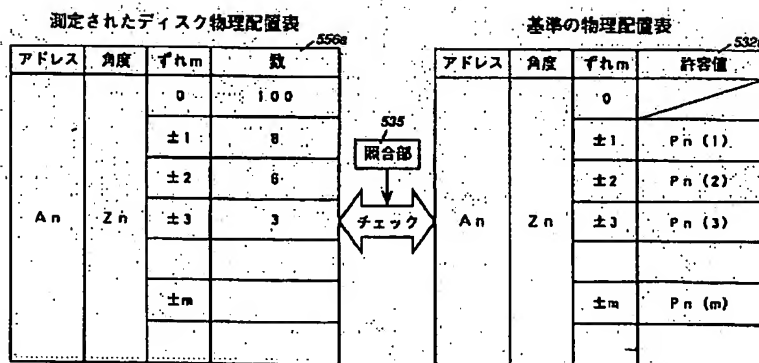 測定されたディスク物理配置表
556a
アドレス 角度 ずれm 数
0 100
±1 8
±2 6
An Zn ±3 3
±m
535
照合部
チェック
基準の物理配置表
532
アドレス 角度 ずれm 許容値
0
±1 Pn (1)
±2 Pn (2)
An Zn ±3 Pn (3)
±m Pn (m)